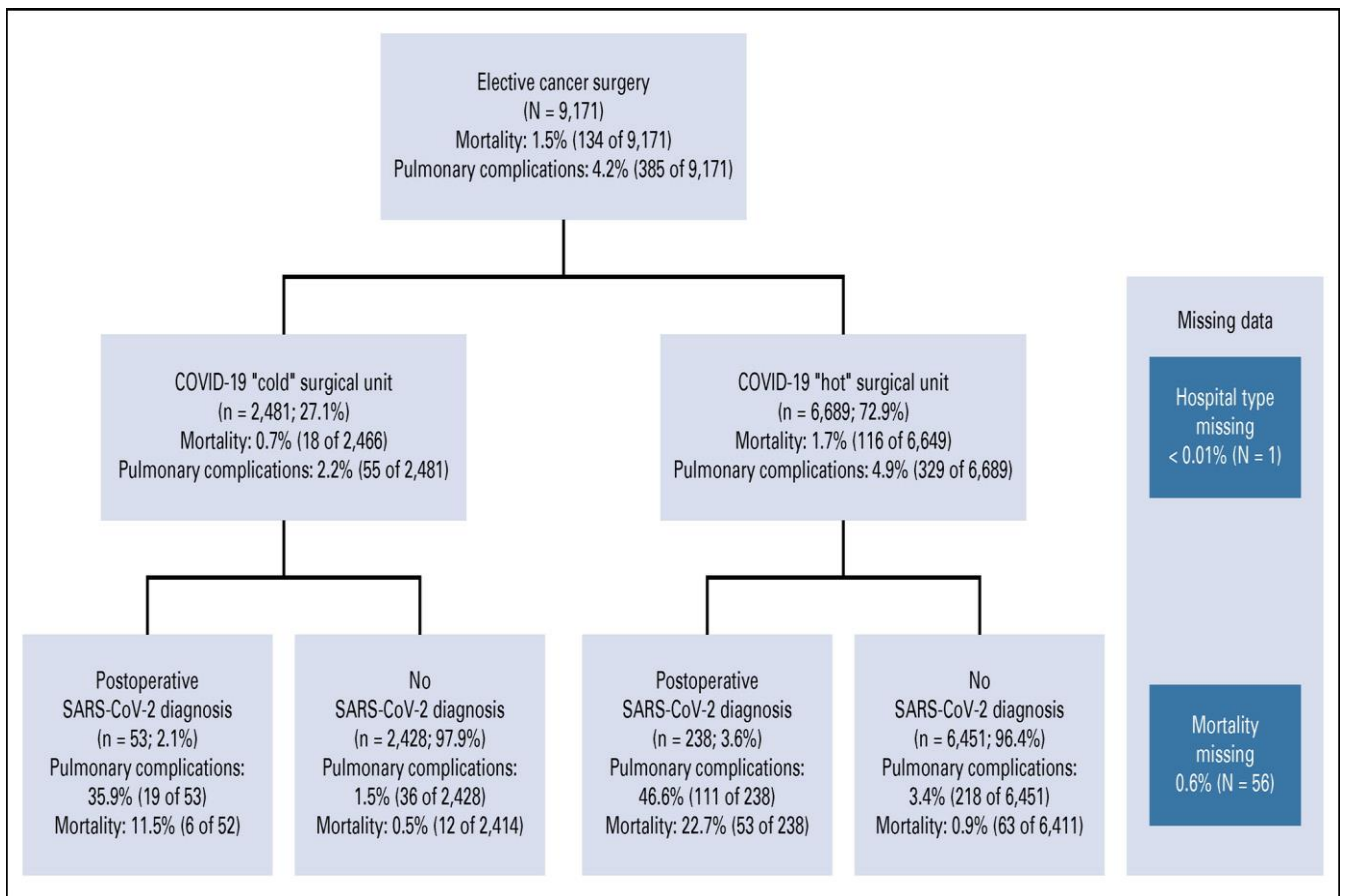 Elective cancer surgery
(N = 9,171)
Mortality: 1.5% (134 of 9,171)
Pulmonary complications: 4.2% (385 of 9,171)
COVID-19 "cold" surgical unit
(n = 2,481; 27.1%)
Mortality: 0.7% (18 of 2,466)
Pulmonary complications: 2.2% (55 of 2,481)
COVID-19 "hot" surgical unit
(n = 6,689; 72.9%)
Mortality: 1.7% (116 of 6,649)
Pulmonary complications: 4.9% (329 of 6,689)
Missing data
Hospital type
missing
< 0.01% (N = 1)
Postoperative
SARS-CoV-2 diagnosis
(n = 53; 2.1%)
Pulmonary complications:
35.9% (19 of 53)
Mortality: 11.5% (6 of 52)
No
SARS-CoV-2 diagnosis
(n = 2,428; 97.9%)
Pulmonary complications:
1.5% (36 of 2,428)
Mortality: 0.5% (12 of 2,414)
Postoperative
SARS-CoV-2 diagnosis
(n = 238; 3.6%)
Pulmonary complications:
46.6% (111 of 238)
Mortality: 22.7% (53 of 238)
No
SARS-CoV-2 diagnosis
(n = 6,451; 96.4%)
Pulmonary complications:
3.4% (218 of 6,451)
Mortality: 0.9% (63 of 6,411)
Mortality
missing
0.6% (N = 56)